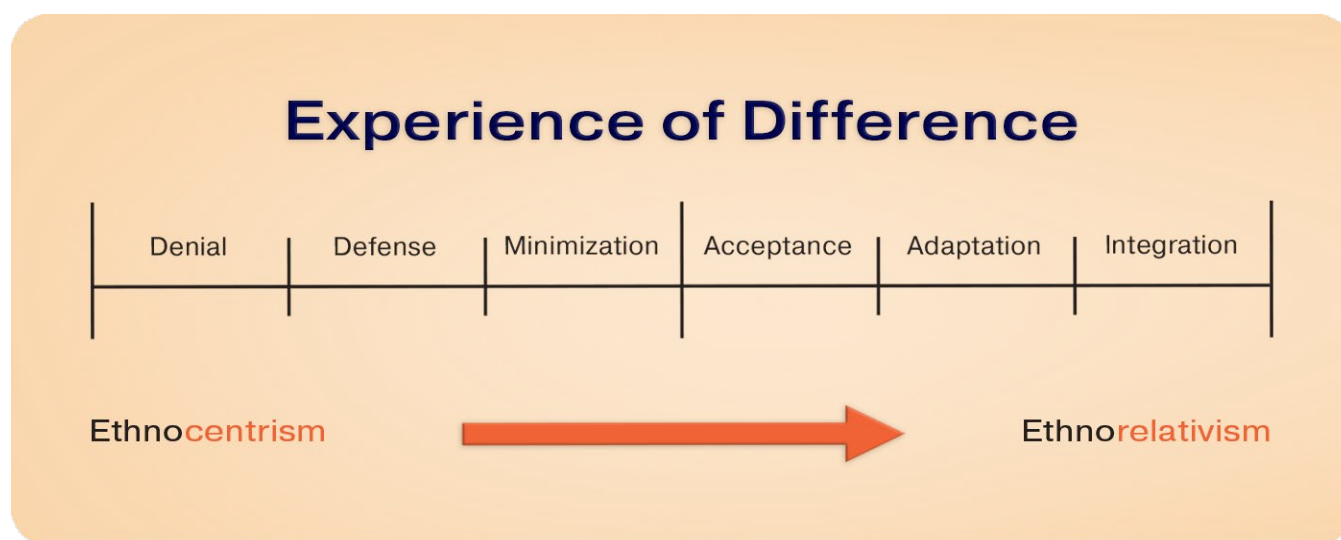 Experience of Difference
Denial Defense Minimization Acceptance Adaptation Integration
Ethnocentrism Ethnorelativism